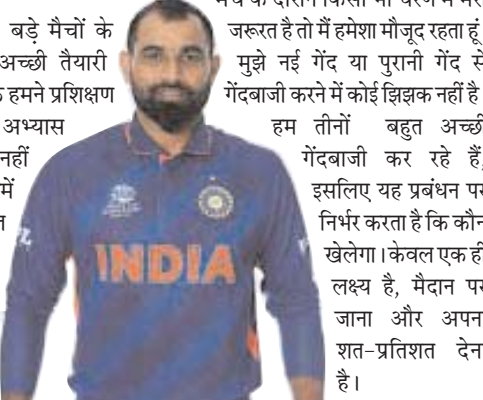 बड़े मैचों के
अच्छी तैयारी
हमने प्रशिक्षण
अभ्यास
नहीं
में
जरूरत है तो मैं हमेशा मौजूद रहता हूं
मुझे नई गेंद या पुरानी गेंद से
गेंदबाजी करने में कोई झिझक नहीं है
हम तीनों बहुत अच्छी
गेंदबाजी कर रहे हैं,
इसलिए यह प्रबंधन पर
निर्भर करता है कि कौन
खेलेगा। केवल एक ही
लक्ष्य है, मैदान पर
जाना और अपना
शत-प्रतिशत देना
है।
INDIA